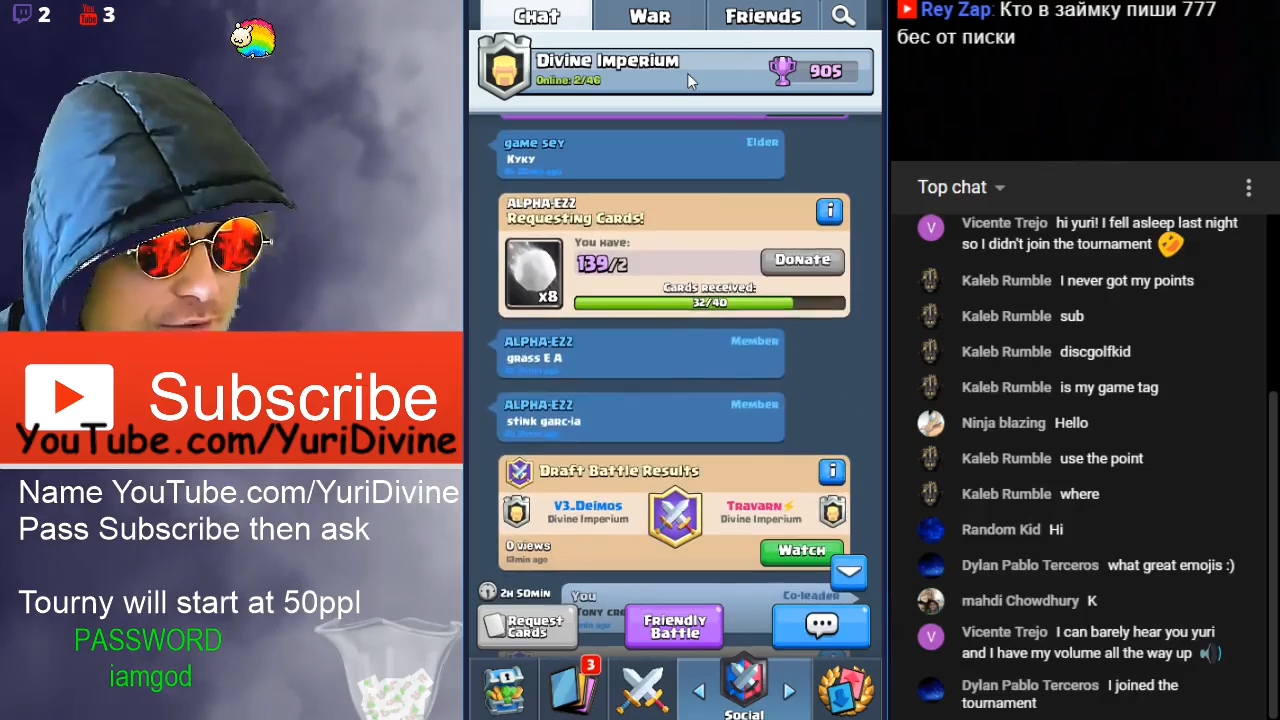 2
3
Subscribe
YouTube.com/YuriDivine
Name YouTube.com/YuriDivine
Pass Subscribe then ask
Tourny will start at 50ppl
PASSWORD
iamgod
Chat
War
Friends
Divine Imperium
Online: 2/46
905
game sey
Elder
Куку
ALPHA-EZZ
Requesting Cards!
You have:
139/2
Donate
x8
Cards received:
32/40
ALPHA-EZZ
Member
grass E A
ALPHA-EZZ
Member
stink garc-ia
Draft Battle Results
V3_Deimos
Divine Imperium
Travarn⚡
Divine Imperium
0 views
Watch
2H 50min
You
Co-leader
Request
Cards
Friendly
Battle
3
Social
Rey Zap: Кто в займку пиши 777
бес от писки
Top chat
V
Vicente Trejo hi yuri! I fell asleep last night
so I didn't join the tournament 🤣
Kaleb Rumble I never got my points
Kaleb Rumble sub
Kaleb Rumble discgolfkid
Kaleb Rumble is my game tag
Ninja blazing Hello
Kaleb Rumble use the point
Kaleb Rumble where
Random Kid Hi
Dylan Pablo Terceros what great emojis :)
mahdi Chowdhury K
V
Vicente Trejo I can barely hear you yuri
and I have my volume all the way up 🔊
Dylan Pablo Terceros I joined the
tournament